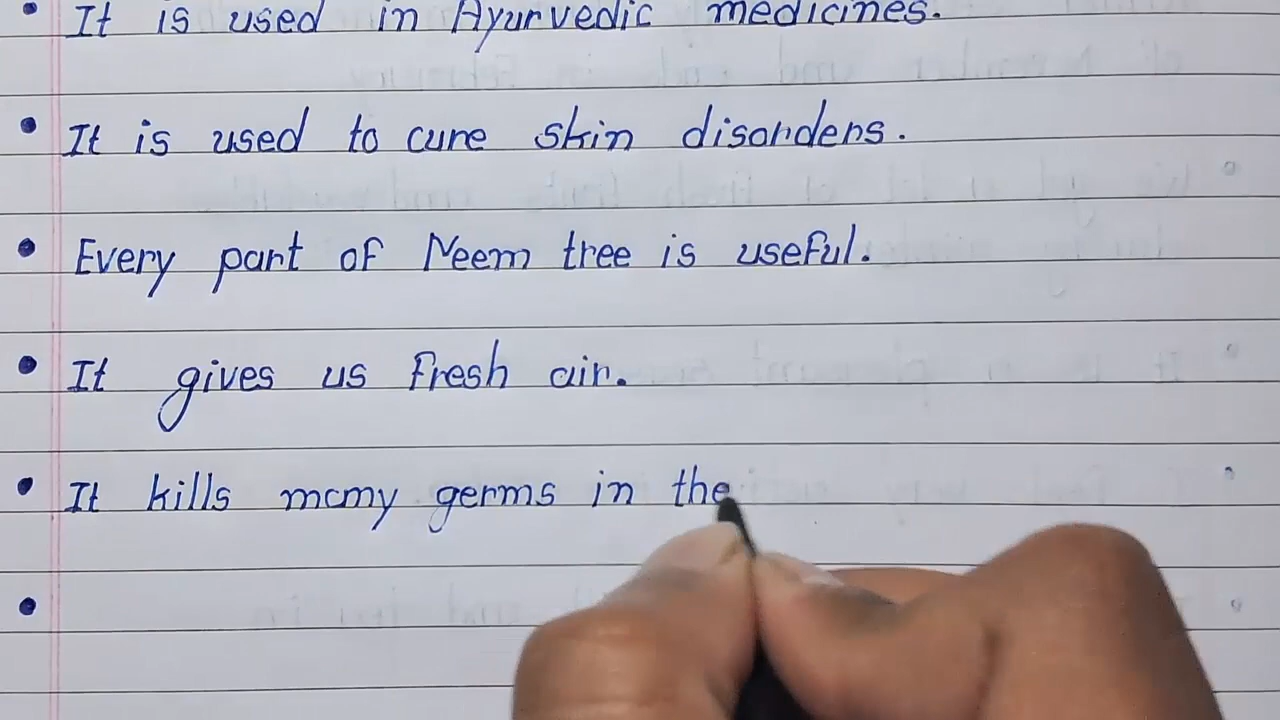 • It is used in Ayurvedic medicines.
• It is used to cure skin disorders.
• Every part of Neem tree is useful.
• It gives us fresh air.
• It kills many germs in the
•